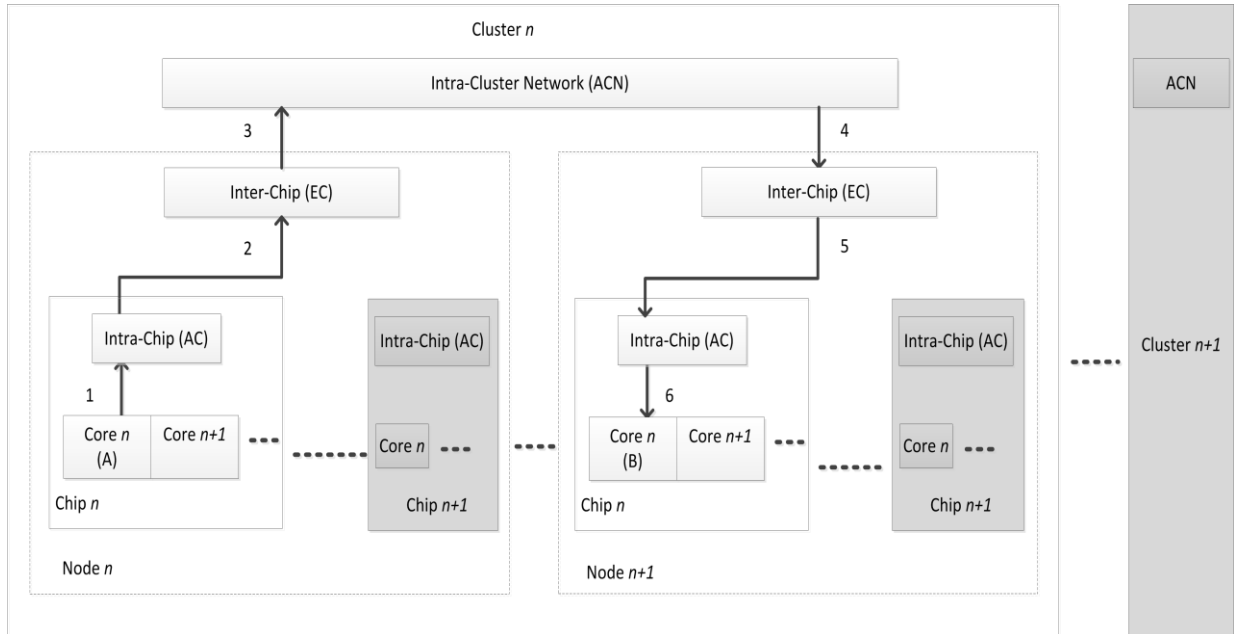 Cluster n
Intra-Cluster Network (ACN)
ACN
3
4
Inter-Chip (EC)
Inter-Chip (EC)
2
5
Intra-Chip (AC)
Intra-Chip (AC)
Intra-Chip (AC)
Intra-Chip (AC)
Cluster n+1
1
6
Core n
(A)
Core n+1
Core n
Core n
(B)
Core n+1
Core n
Chip n
Chip n+1
Chip n
Chip n+1
Node n
Node n+1